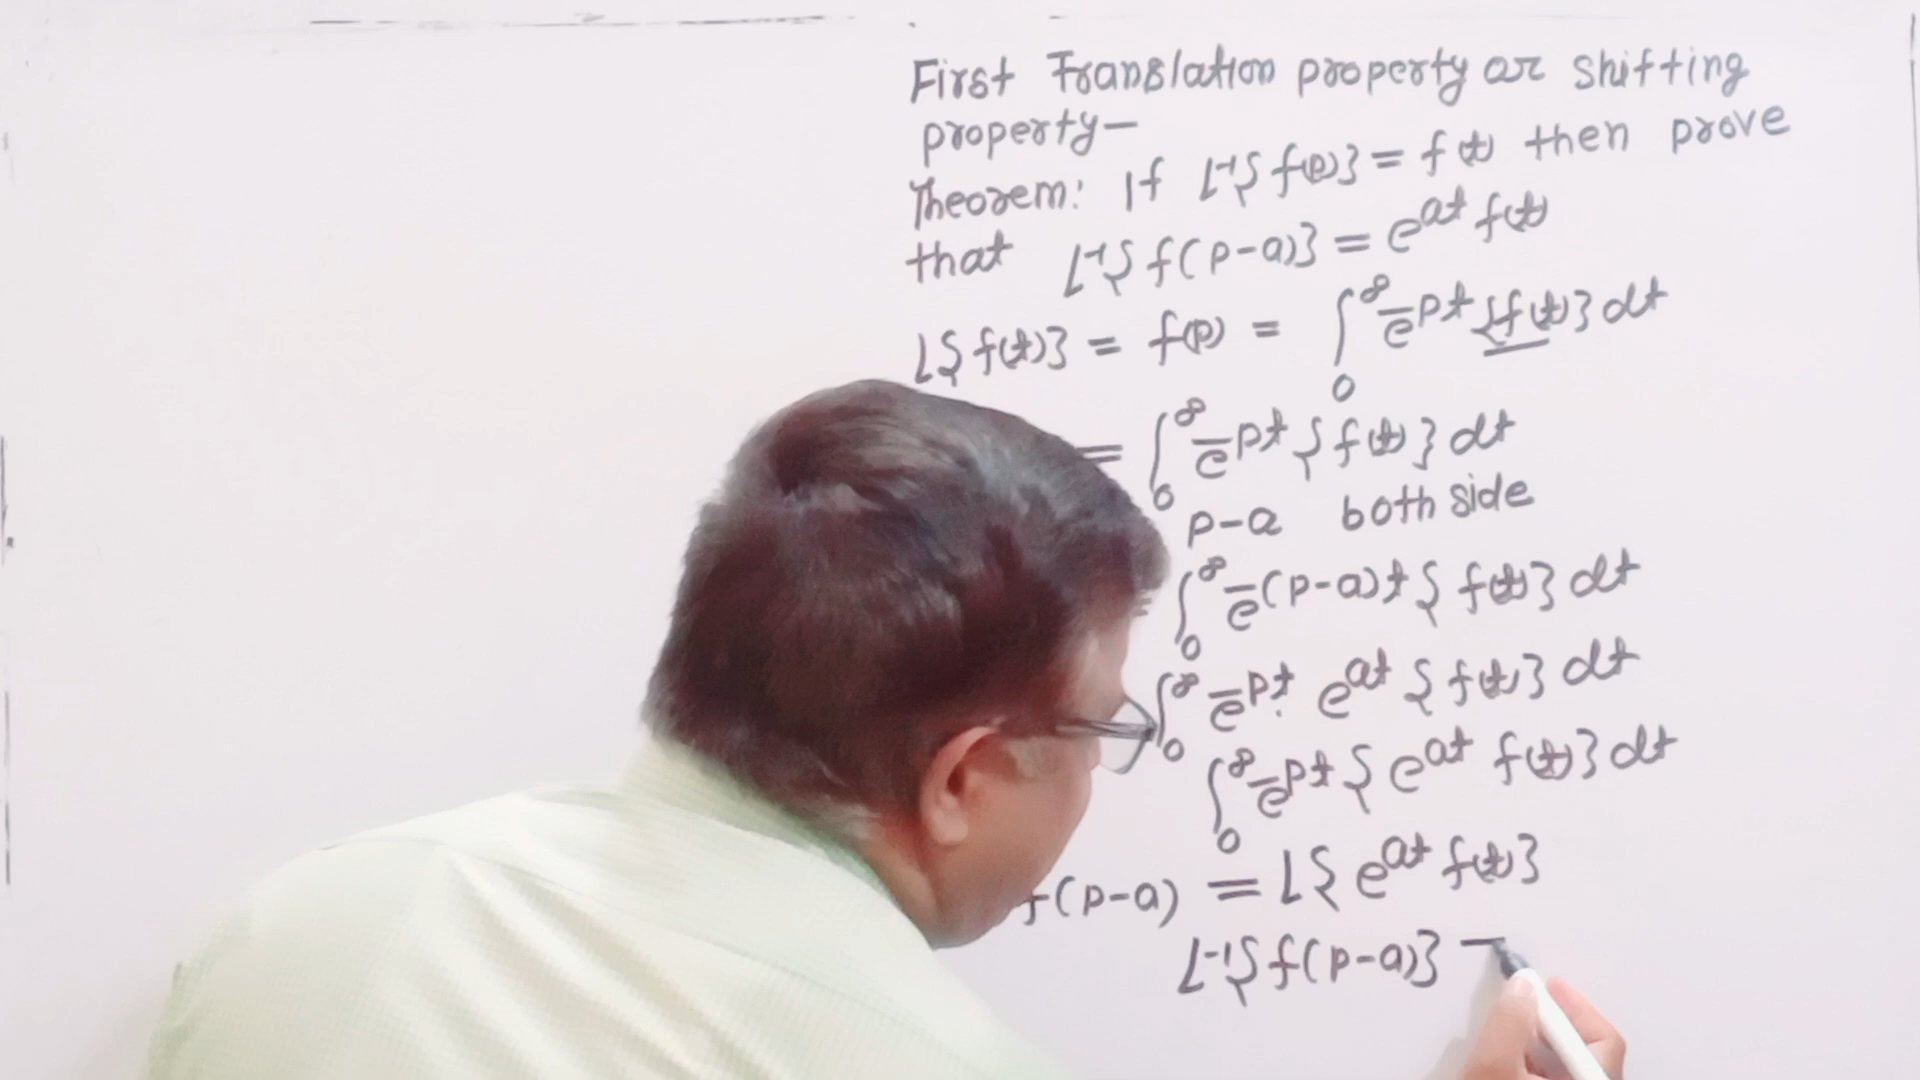 First Translation property or shifting
property—
Theorem: If L⁻¹{f(p)} = f(t) then prove
that L⁻¹{f(p-a)} = e^{at} f(t)
L{f(t)} = f(p) = ∫₀^∞ e^{-pt} {f(t)} dt
= ∫₀^∞ e^{-pt} {f(t)} dt
p-a both side
∫₀^∞ e^{-(p-a)t} {f(t)} dt
∫₀^∞ e^{-pt}. e^{at} {f(t)} dt
∫₀^∞ e^{-pt} {e^{at} f(t)} dt
f(p-a) = L{e^{at} f(t)}
L⁻¹{f(p-a)} —